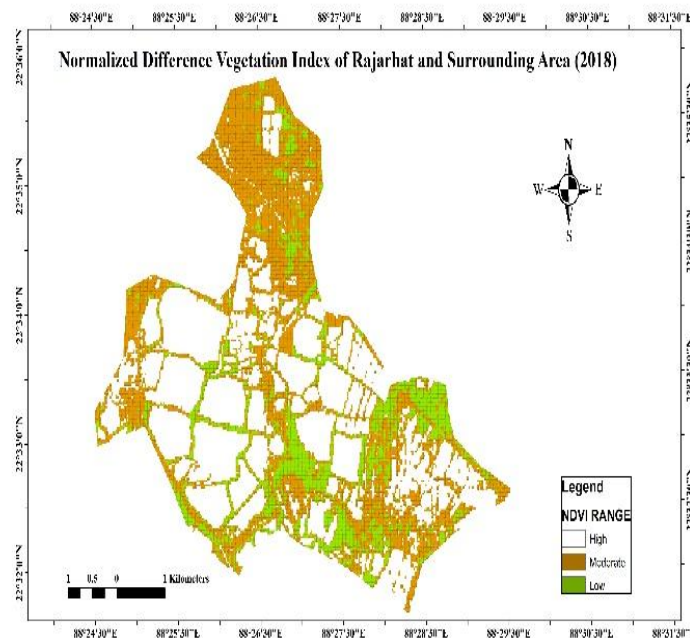 88°24'30"E 88°25'30"E 88°26'30"E 88°27'30"E 88°28'30"E 88°29'30"E 88°30'30"E 88°31'30"E
Normalized Difference Vegetation Index of Rajarhat and Surrounding Area (2018)
22°36'0"N
22°35'0"N
22°34'0"N
22°33'0"N
22°32'0"N
N
W E
S
Legend
NDVI RANGE
High
Moderate
Low
1 0.5 0 1 Kilometers
88°24'30"E 88°25'30"E 88°26'30"E 88°27'30"E 88°28'30"E 88°29'30"E 88°30'30"E 88°31'30"E